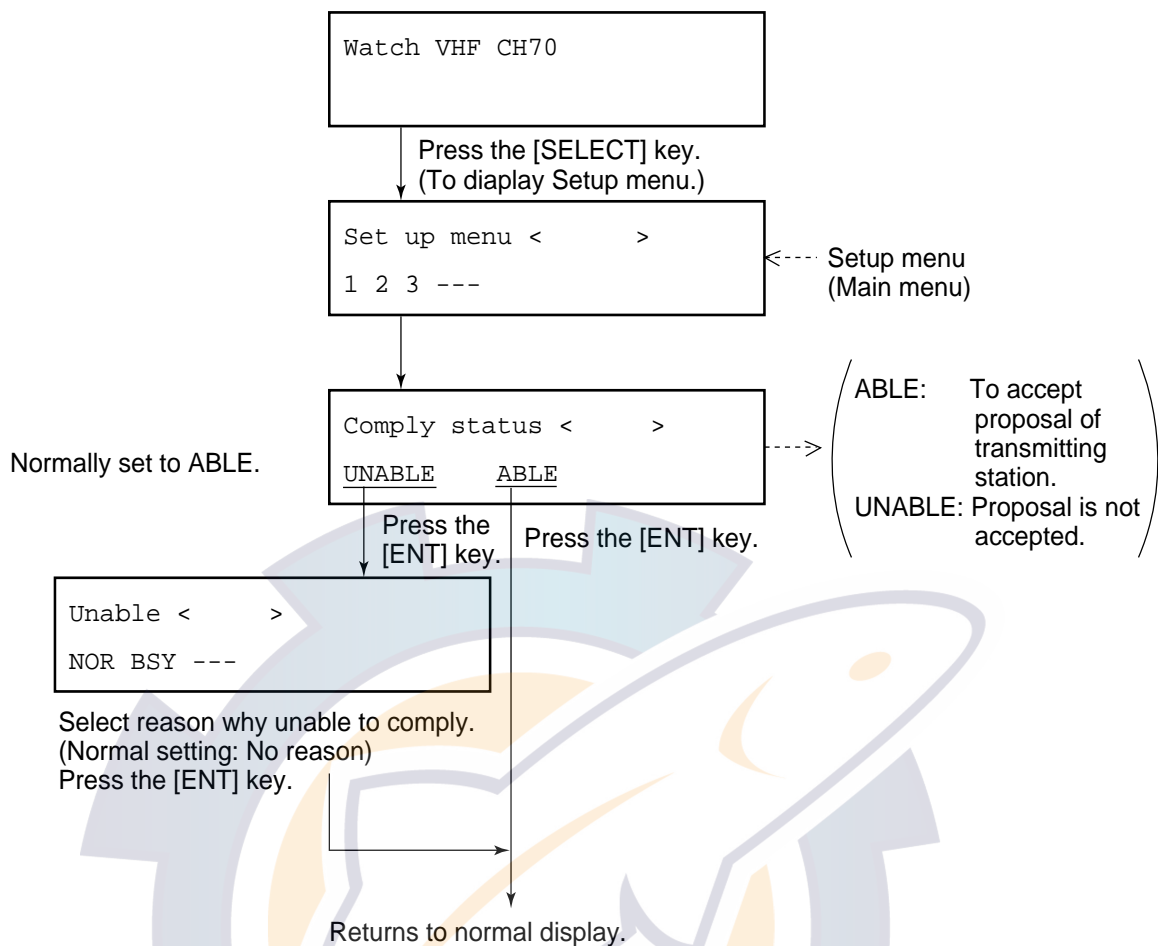 Watch VHF CH70
Press the [SELECT] key.
(To diaplay Setup menu.)
Set up menu <      >
1 2 3 ---
Setup menu
(Main menu)
Comply status <      >
UNABLE    ABLE
ABLE: To accept
proposal of
transmitting
station.
UNABLE: Proposal is not
accepted.
Normally set to ABLE.
Press the
[ENT] key.
Press the [ENT] key.
Unable <      >
NOR BSY ---
Select reason why unable to comply.
(Normal setting: No reason)
Press the [ENT] key.
Returns to normal display.